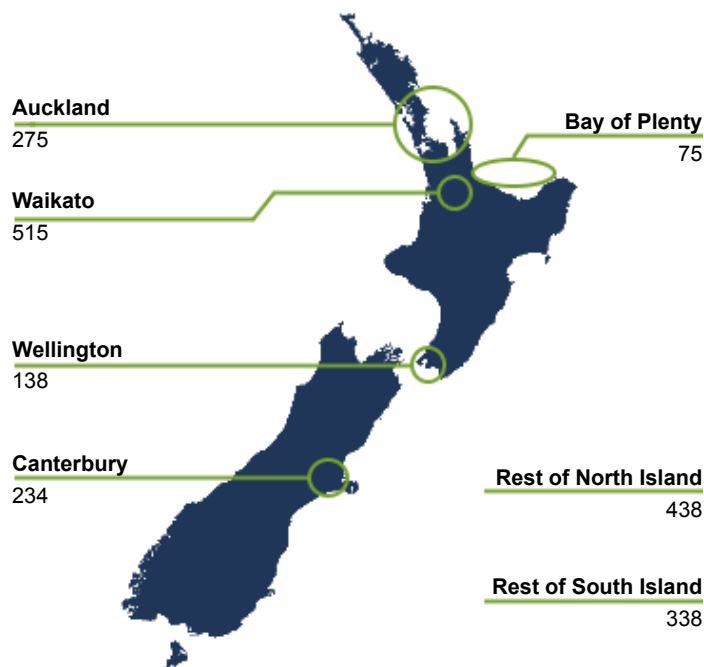 Auckland
275
Bay of Plenty
75
Waikato
515
Wellington
138
Canterbury
234
Rest of North Island
438
Rest of South Island
338